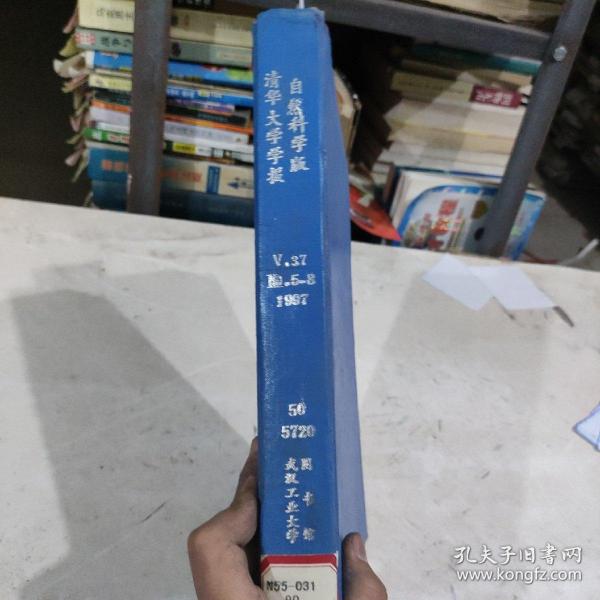 清华大学学报
自然科学版
V.37
№.5-8
1997
50
5720
武汉工业大学
图书馆
N55-031
孔夫子旧书网
www.kongfz.com